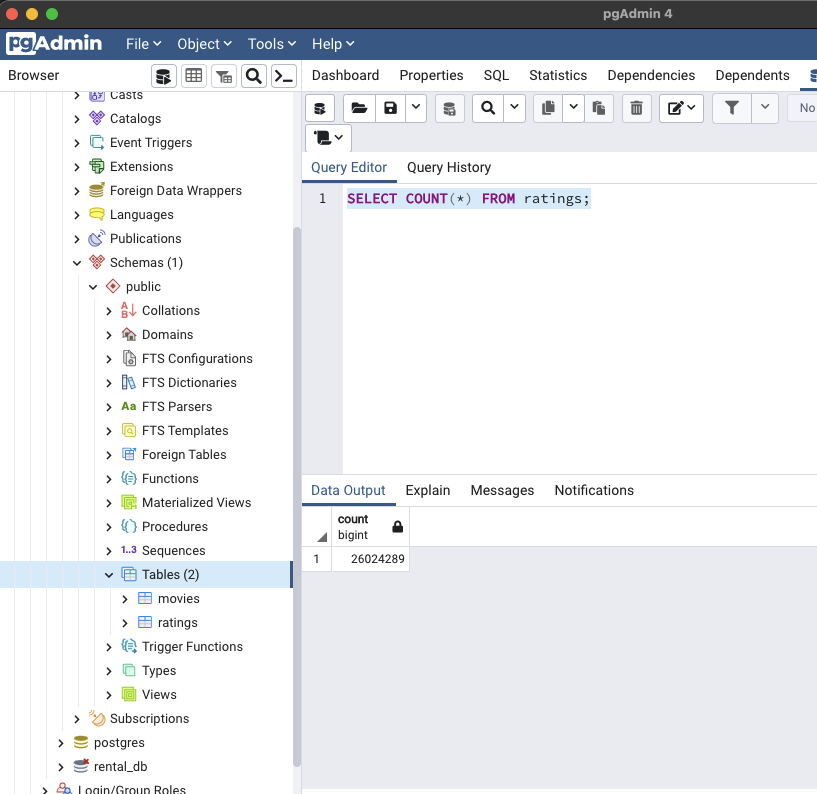 pgAdmin 4
pgAdmin File Object Tools Help
Browser
Dashboard Properties SQL Statistics Dependencies Dependents
Casts
Catalogs
Event Triggers
Extensions
Foreign Data Wrappers
Languages
Publications
Schemas (1)
public
Collations
Domains
FTS Configurations
FTS Dictionaries
Aa FTS Parsers
FTS Templates
Foreign Tables
Functions
Materialized Views
Procedures
1..3 Sequences
Tables (2)
movies
ratings
Trigger Functions
Types
Views
Subscriptions
postgres
rental_db
Login/Group Roles
No
Query Editor Query History
1 SELECT COUNT(*) FROM ratings;
Data Output Explain Messages Notifications
count
bigint
1 26024289